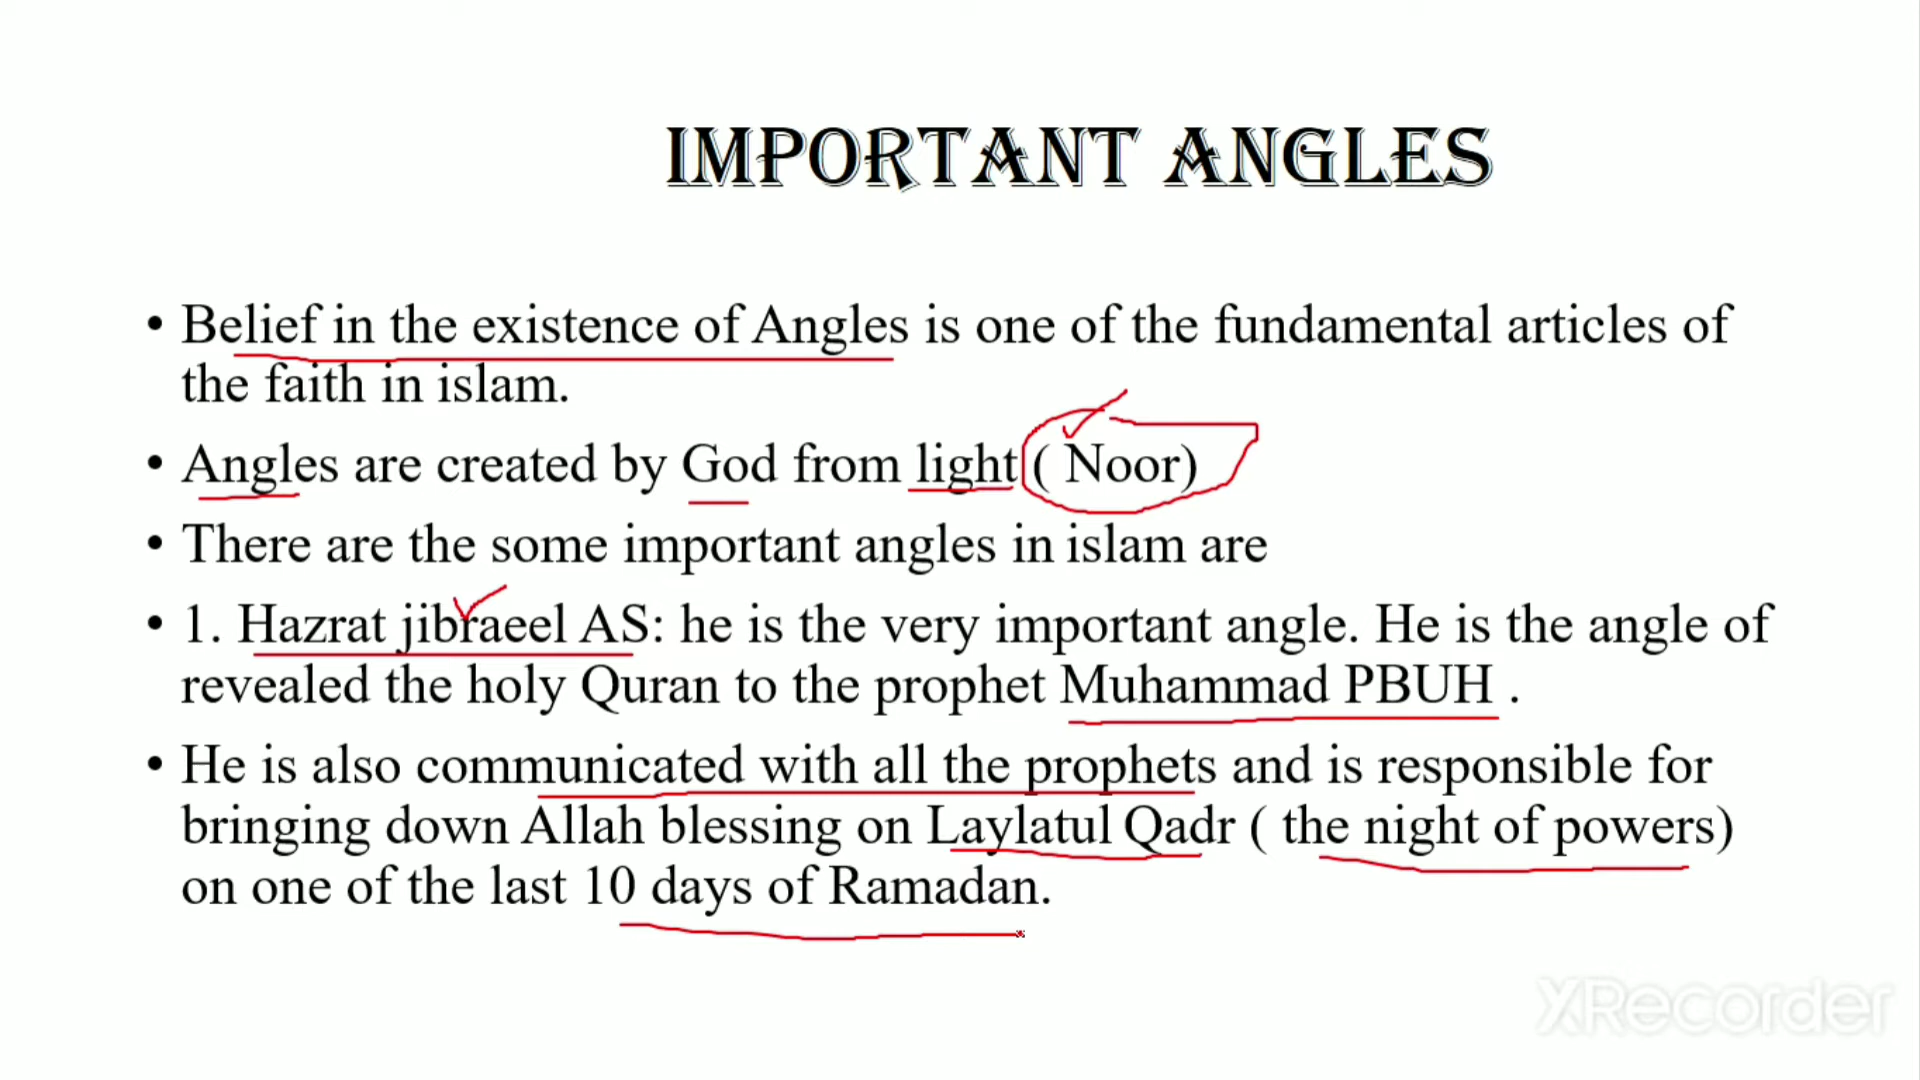 IMPORTANT ANGLES
• Belief in the existence of Angles is one of the fundamental articles of
the faith in islam.
• Angles are created by God from light ( Noor)
• There are the some important angles in islam are
• 1. Hazrat jibraeel AS: he is the very important angle. He is the angle of
revealed the holy Quran to the prophet Muhammad PBUH .
• He is also communicated with all the prophets and is responsible for
bringing down Allah blessing on Laylatul Qadr ( the night of powers)
on one of the last 10 days of Ramadan.
XRecorder